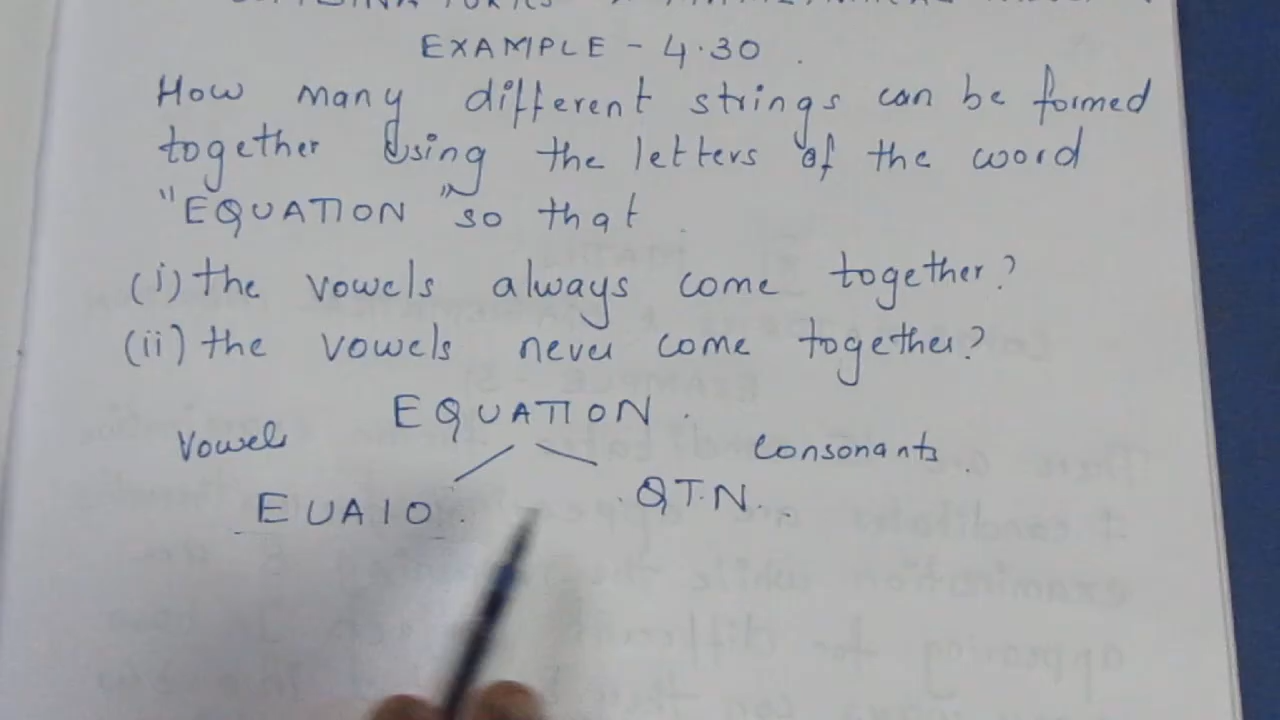 EXAMPLE - 4.30
How many different strings can be formed
together using the letters of the word
"EQUATION" so that
(i) the vowels always come together?
(ii) the vowels never come together?
EQUATION.
Vowels Consonants.
EUAIO. QTN.